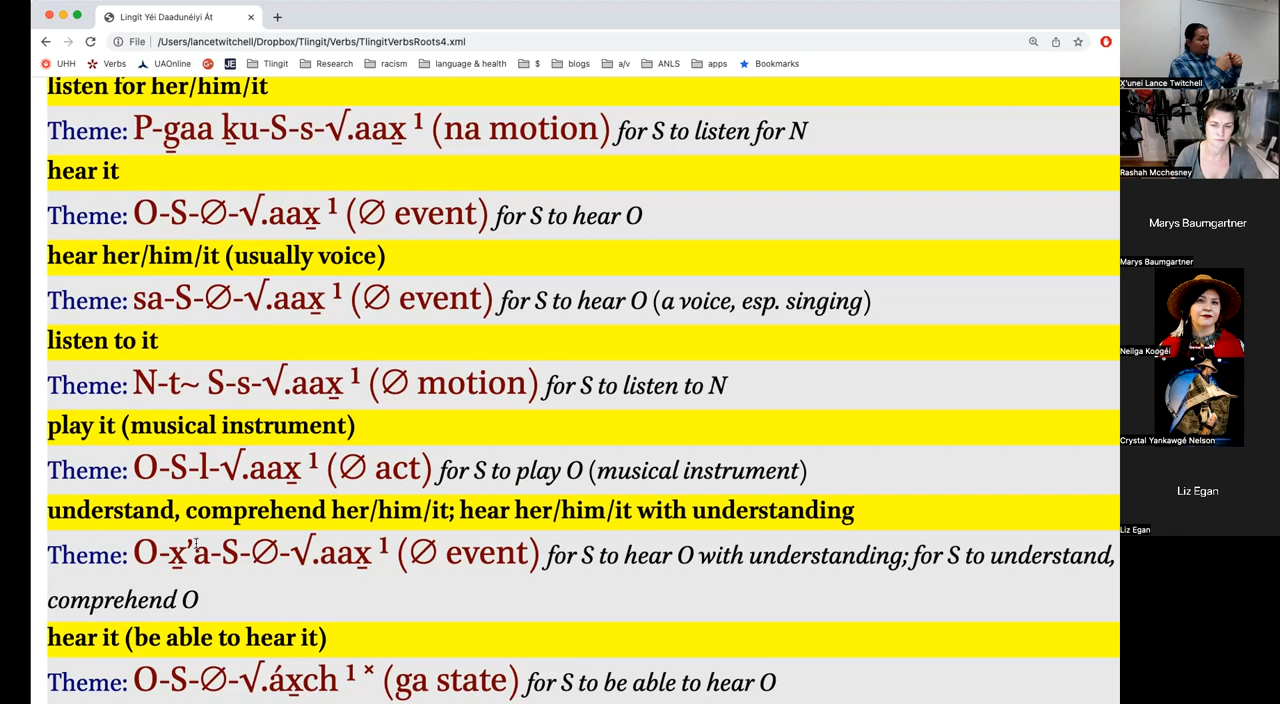 Lingít Yéi Daadunéiyi Át
File
/Users/lancetwitchell/Dropbox/Tlingit/Verbs/TlingitVerbsRoots4.xml
UHH Verbs UAOnline JE Tlingit Research racism language & health $ blogs a/v ANLS apps Bookmarks
listen for her/him/it
Theme: P-g̲aa ḵu-S-s-√.aax̲ ¹ (na motion) for S to listen for N
hear it
Theme: O-S-∅-√.aax̲ ¹ (∅ event) for S to hear O
hear her/him/it (usually voice)
Theme: sa-S-∅-√.aax̲ ¹ (∅ event) for S to hear O (a voice, esp. singing)
listen to it
Theme: N-t~ S-s-√.aax̲ ¹ (∅ motion) for S to listen to N
play it (musical instrument)
Theme: O-S-l-√.aax̲ ¹ (∅ act) for S to play O (musical instrument)
understand, comprehend her/him/it; hear her/him/it with understanding
Theme: O-x̲’a-S-∅-√.aax̲ ¹ (∅ event) for S to hear O with understanding; for S to understand,
comprehend O
hear it (be able to hear it)
Theme: O-S-∅-√.áx̲ch ¹ ˣ (ga state) for S to be able to hear O
X'unei Lance Twitchell
Rashah Mcchesney
Marys Baumgartner
Marys Baumgartner
Neilga Koogéi
Crystal Yankawgé Nelson
Liz Egan
Liz Egan